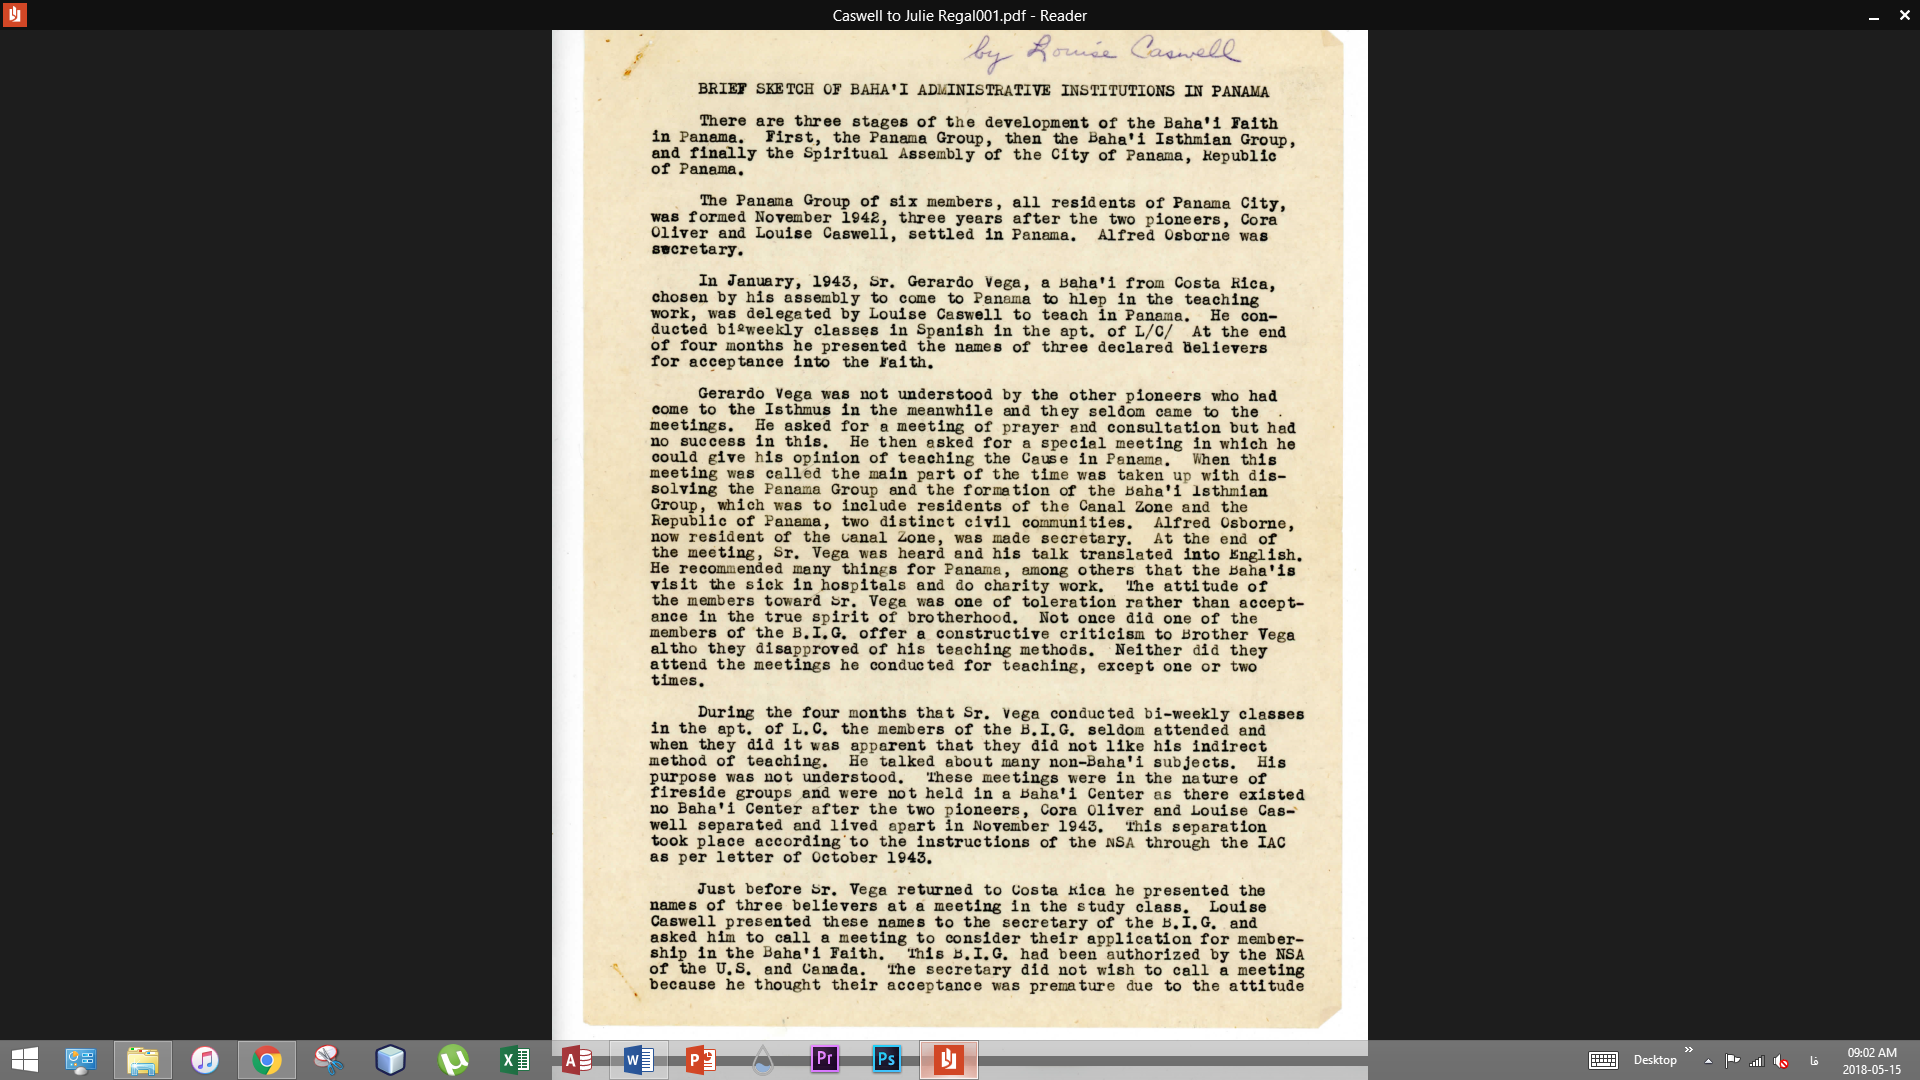 Caswell to Julie Regal001.pdf - Reader
by Louise Caswell
BRIEF SKETCH OF BAHA'I ADMINISTRATIVE INSTITUTIONS IN PANAMA
There are three stages of the development of the Baha'i Faith
in Panama. First, the Panama Group, then the Baha'i Isthmian Group,
and finally the Spiritual Assembly of the City of Panama, Republic
of Panama.
The Panama Group of six members, all residents of Panama City,
was formed November 1942, three years after the two pioneers, Cora
Oliver and Louise Caswell, settled in Panama. Alfred Osborne was
secretary.
In January, 1943, Sr. Gerardo Vega, a Baha'i from Costa Rica,
chosen by his assembly to come to Panama to hlep in the teaching
work, was delegated by Louise Caswell to teach in Panama. He con-
ducted bi-weekly classes in Spanish in the apt. of L/C/ At the end
of four months he presented the names of three declared Believers
for acceptance into the Faith.
Gerardo Vega was not understood by the other pioneers who had
come to the Isthmus in the meanwhile and they seldom came to the
meetings. He asked for a meeting of prayer and consultation but had
no success in this. He then asked for a special meeting in which he
could give his opinion of teaching the Cause in Panama. When this
meeting was called the main part of the time was taken up with dis-
solving the Panama Group and the formation of the Baha'i Isthmian
Group, which was to include residents of the Canal Zone and the
Republic of Panama, two distinct civil communities. Alfred Osborne,
now resident of the Canal Zone, was made secretary. At the end of
the meeting, Sr. Vega was heard and his talk translated into English.
He recommended many things for Panama, among others that the Baha'is
visit the sick in hospitals and do charity work. The attitude of
the members toward Sr. Vega was one of toleration rather than accept-
ance in the true spirit of brotherhood. Not once did one of the
members of the B.I.G. offer a constructive criticism to Brother Vega
altho they disapproved of his teaching methods. Neither did they
attend the meetings he conducted for teaching, except one or two
times.
During the four months that Sr. Vega conducted bi-weekly classes
in the apt. of L.C. the members of the B.I.G. seldom attended and
when they did it was apparent that they did not like his indirect
method of teaching. He talked about many non-Baha'i subjects. His
purpose was not understood. These meetings were in the nature of
fireside groups and were not held in a Baha'i Center as there existed
no Baha'i Center after the two pioneers, Cora Oliver and Louise Cas-
well separated and lived apart in November 1943. This separation
took place according to the instructions of the NSA through the IAC
as per letter of October 1943.
Just before Sr. Vega returned to Costa Rica he presented the
names of three believers at a meeting in the study class. Louise
Caswell presented these names to the secretary of the B.I.G. and
asked him to call a meeting to consider their application for member-
ship in the Baha'i Faith. This B.I.G. had been authorized by the NSA
of the U.S. and Canada. The secretary did not wish to call a meeting
because he thought their acceptance was premature due to the attitude
Desktop
فا
09:02 AM
2018-05-15